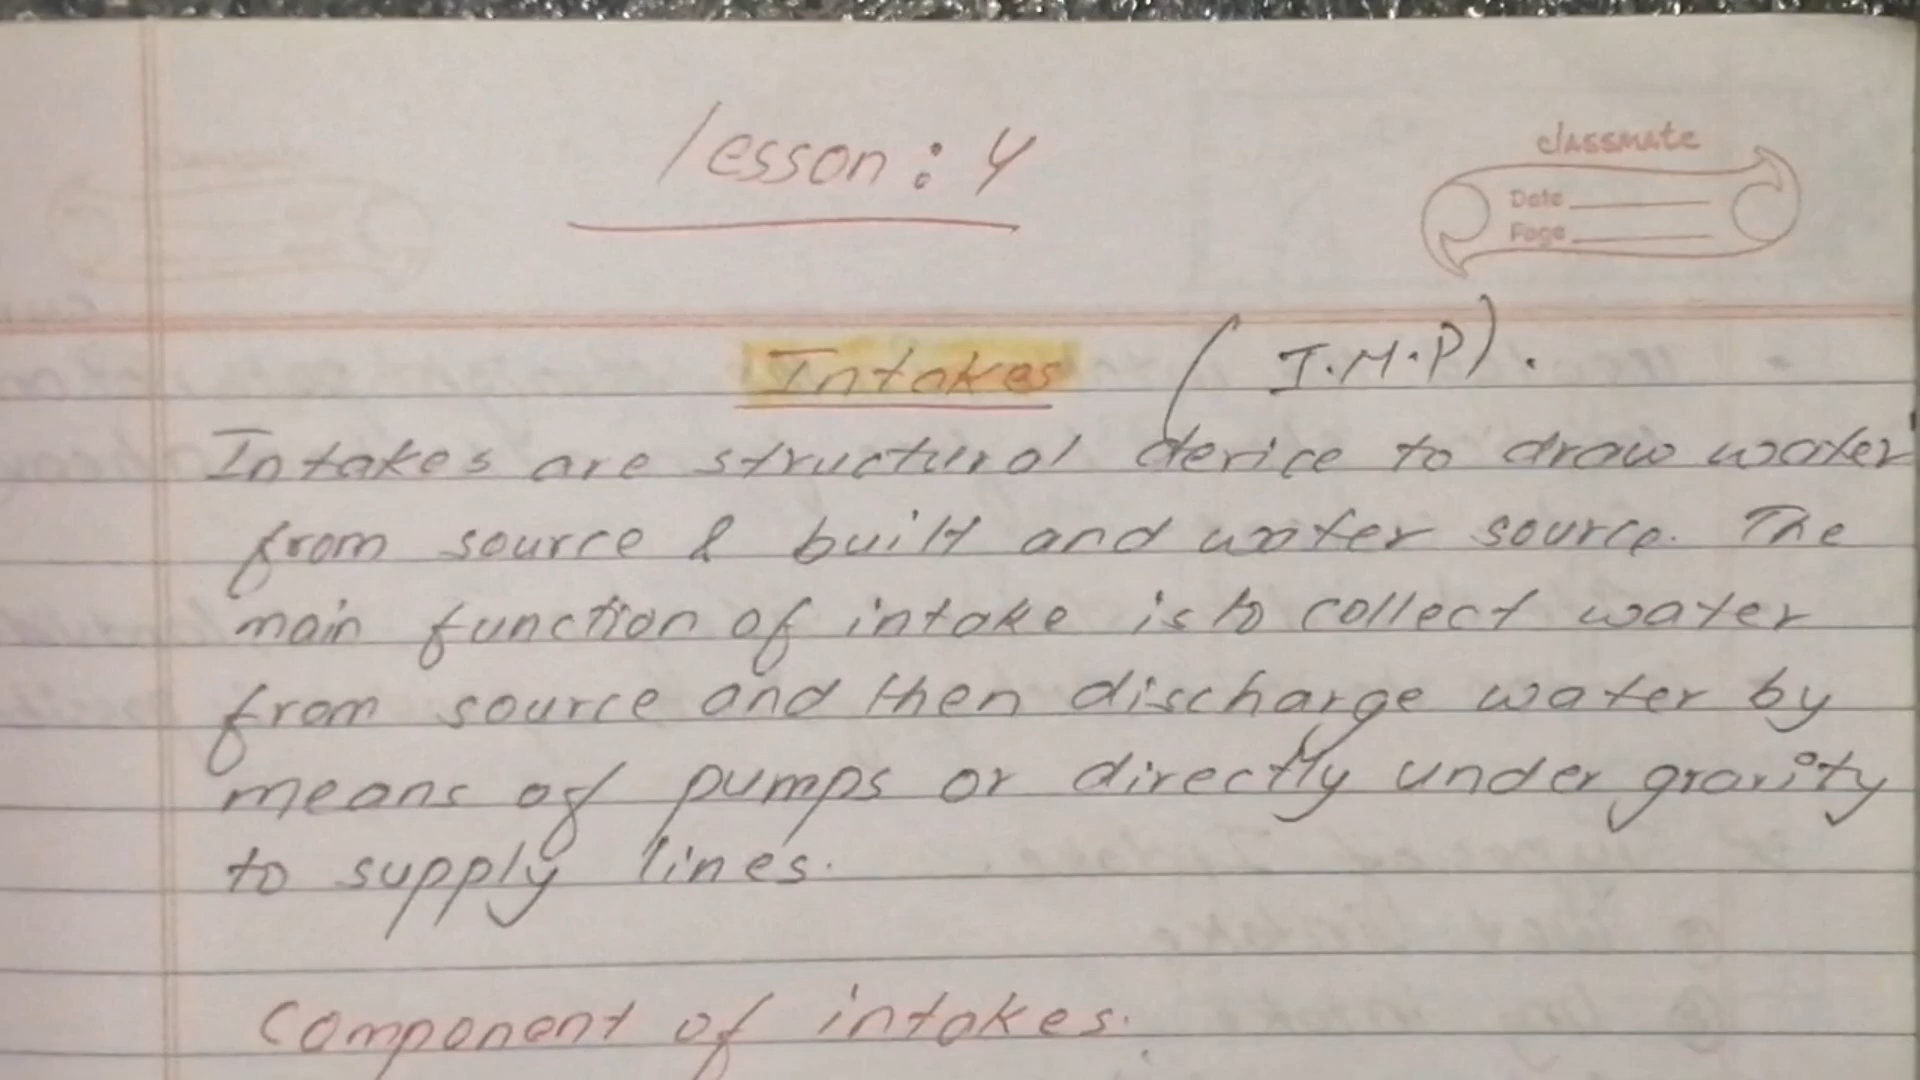 lesson: 4
classmate
Date
Page
Intakes (I.M.P).
Intakes are structural device to draw water
from source & built and water source. The
main function of intake is to collect water
from source and then discharge water by
means of pumps or directly under gravity
to supply lines.
Component of intakes.